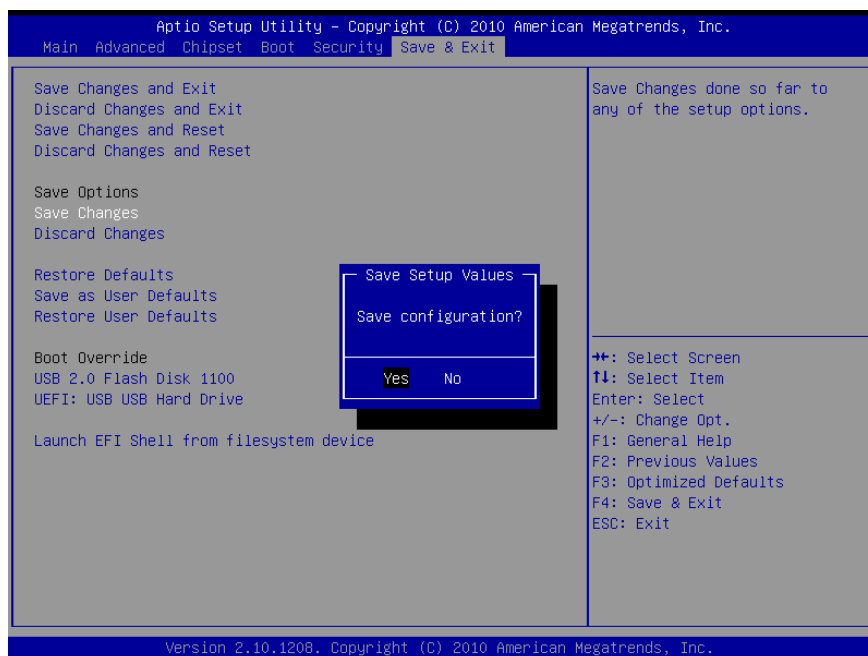 Aptio Setup Utility – Copyright (C) 2010 American Megatrends, Inc.
Main Advanced Chipset Boot Security Save & Exit
Save Changes and Exit
Discard Changes and Exit
Save Changes and Reset
Discard Changes and Reset
Save Options
Save Changes
Discard Changes
Restore Defaults
Save as User Defaults
Restore User Defaults
Boot Override
USB 2.0 Flash Disk 1100
UEFI: USB USB Hard Drive
Launch EFI Shell from filesystem device
Save Setup Values
Save configuration?
Yes No
Save Changes done so far to
any of the setup options.
→←: Select Screen
↑↓: Select Item
Enter: Select
+/-: Change Opt.
F1: General Help
F2: Previous Values
F3: Optimized Defaults
F4: Save & Exit
ESC: Exit
Version 2.10.1208. Copyright (C) 2010 American Megatrends, Inc.